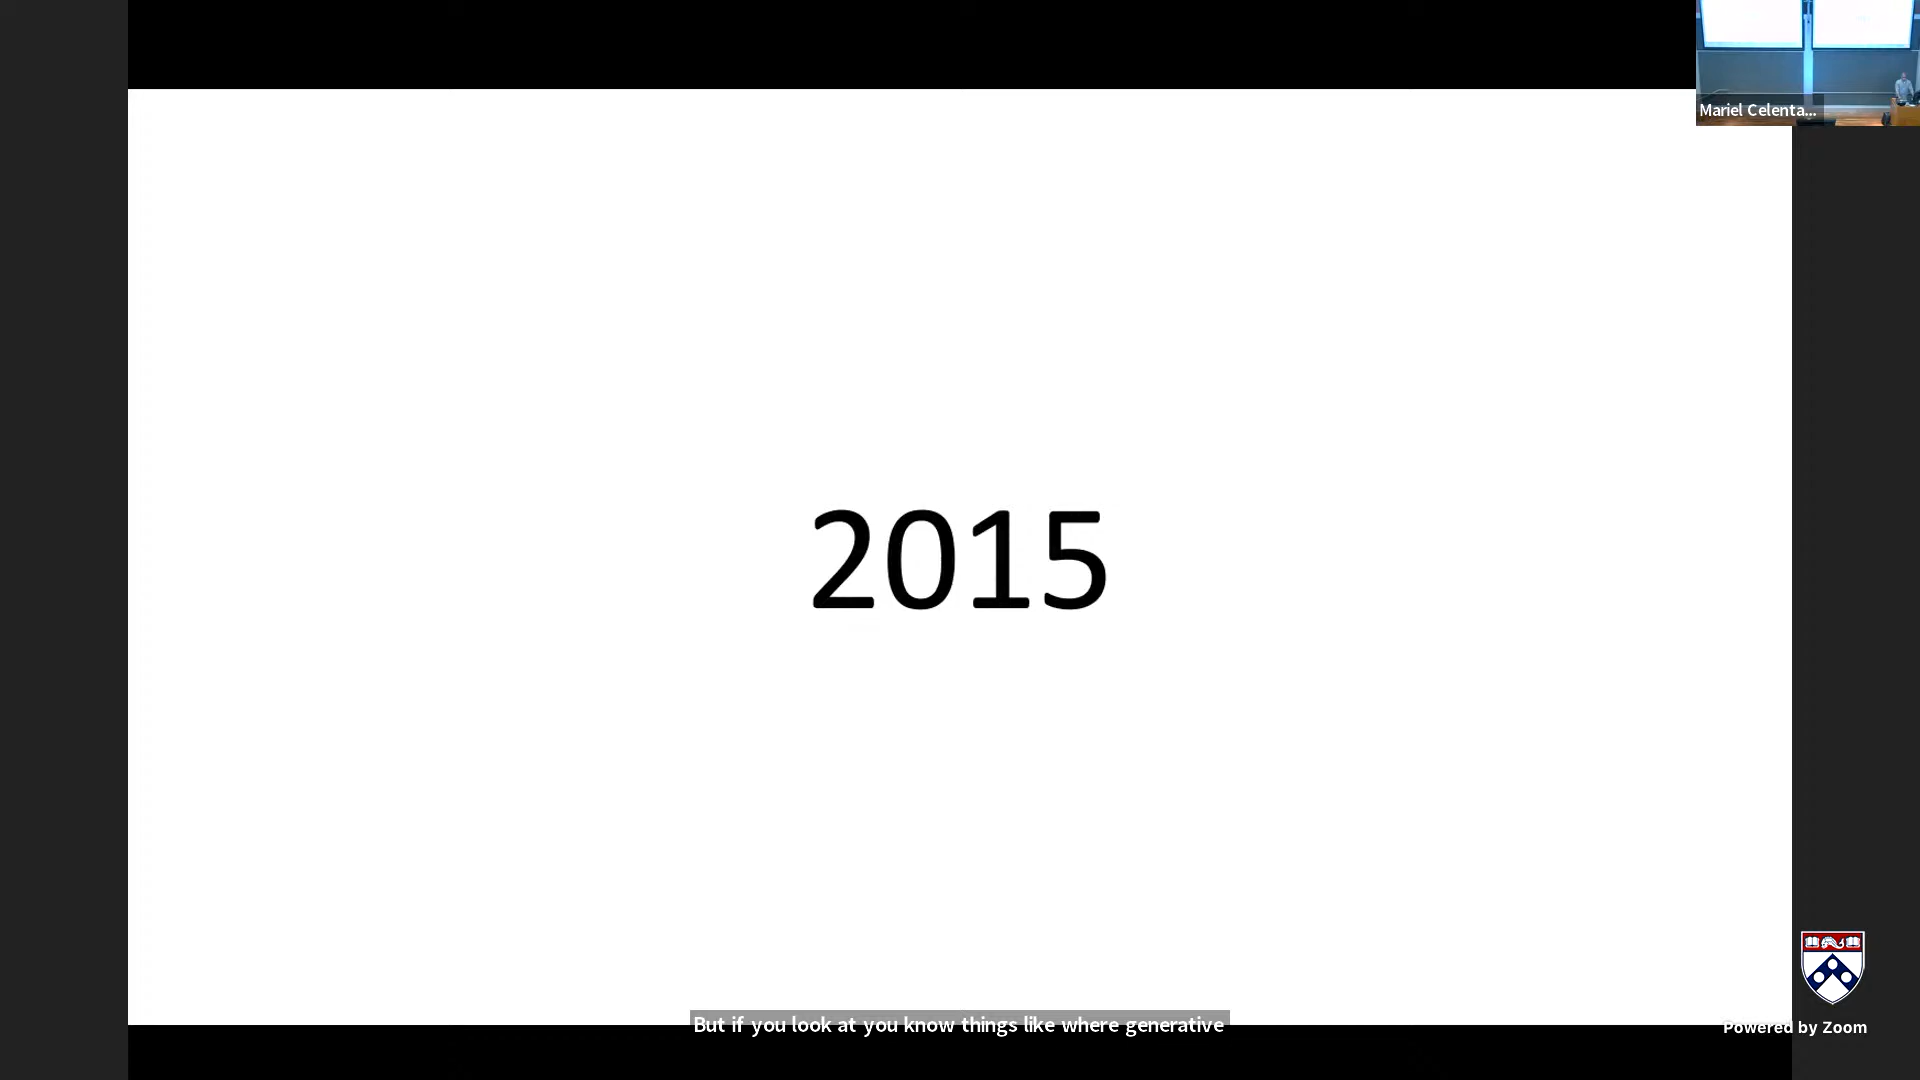 Mariel Celenta...
2015
But if you look at you know things like where generative
Powered by Zoom